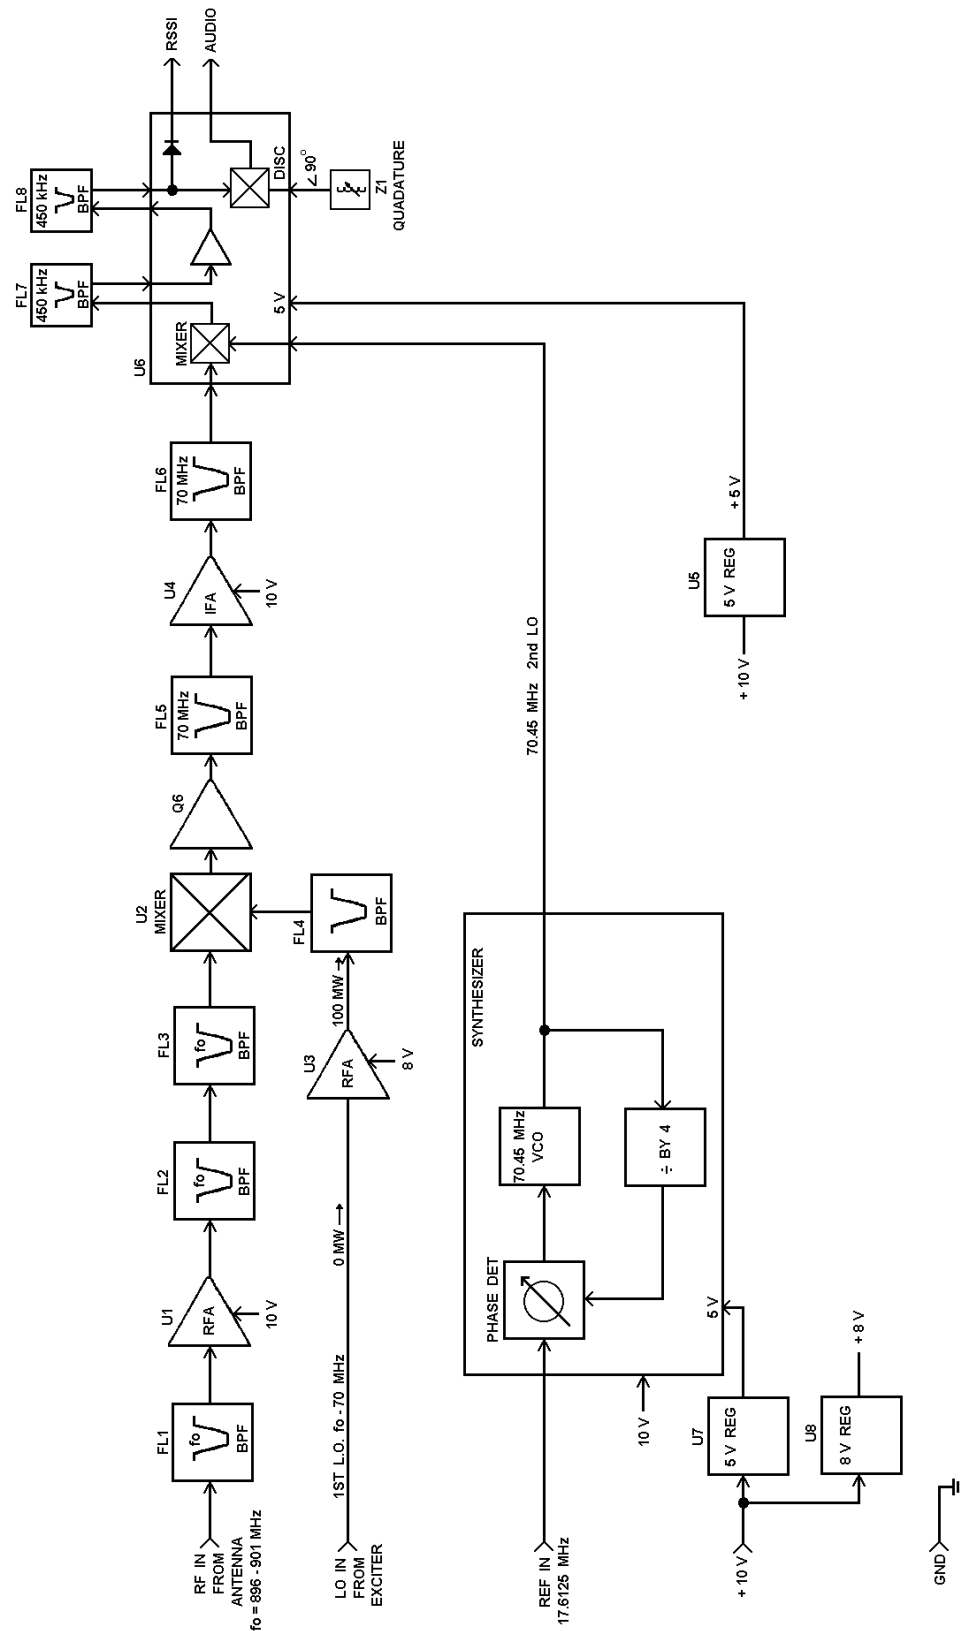 RF IN
FROM
ANTENNA
fo = 896 - 901 MHz
FL1
fo
BPF
U1
RFA
10 V
FL2
fo
BPF
FL3
fo
BPF
U2
MIXER
Q6
FL5
70 MHz
BPF
U4
IFA
10 V
FL6
70 MHz
BPF
U6
MIXER
5 V
DISC
FL7
450 kHz
BPF
FL8
450 kHz
BPF
RSSI
AUDIO
∠ 90°
Z1
QUADATURE
LO IN
FROM
EXCITER
1ST L.O. fo - 70 MHz
0 MW
U3
RFA
8 V
100 MW
FL4
BPF
REF IN
17.6125 MHz
SYNTHESIZER
PHASE DET
70.45 MHz
VCO
÷ BY 4
10 V
5 V
70.45 MHz 2nd LO
+ 10 V
U7
5 V REG
U8
8 V REG
+ 8 V
+ 10 V
U5
5 V REG
+ 5 V
GND